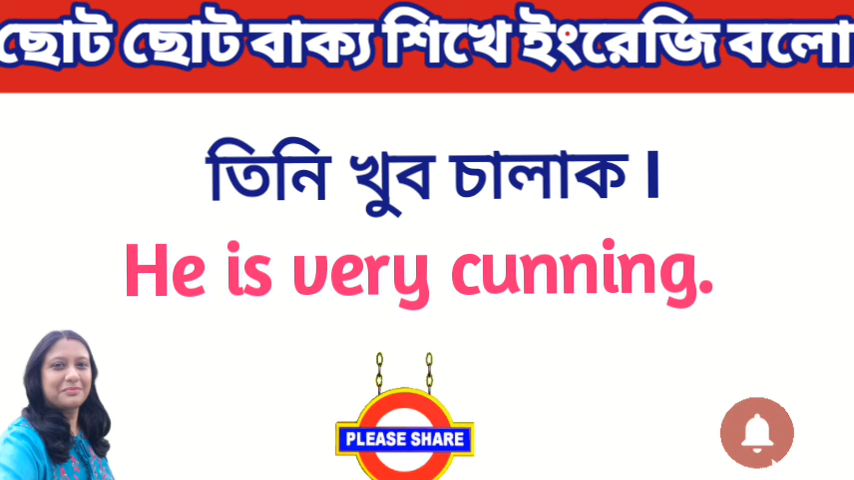 ছোট ছোট বাক্য শিখে ইংরেজি বলো
তিনি খুব চালাক।
He is very cunning.
PLEASE SHARE